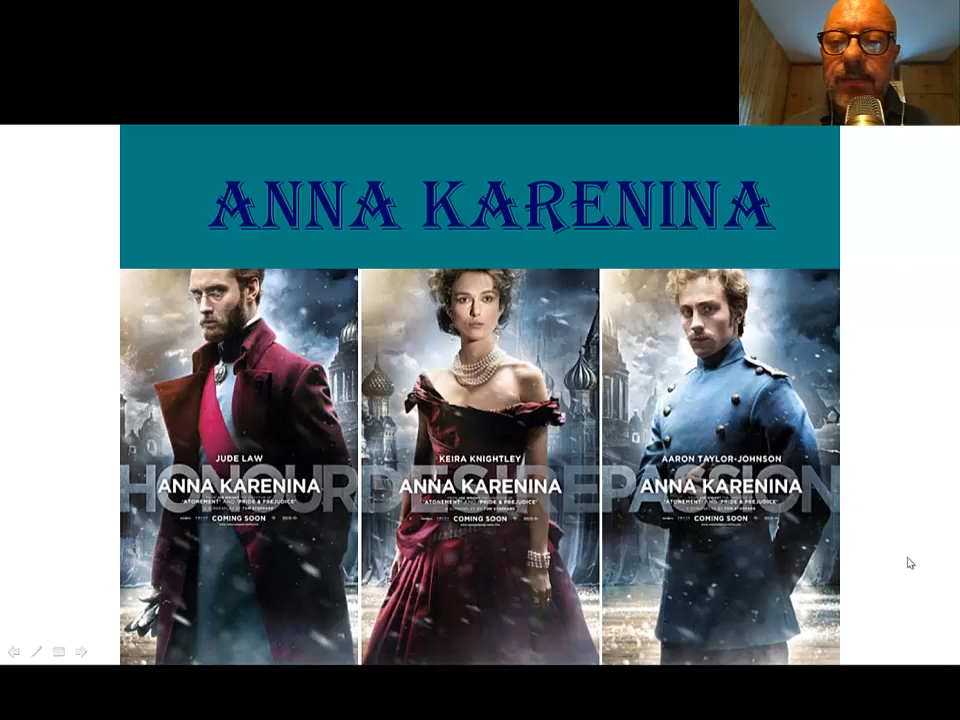 ANNA KARENINA
JUDE LAW
HONOUR
ANNA KARENINA
'ATONEMENT' AND 'PRIDE & PREJUDICE'
COMING SOON
KEIRA KNIGHTLEY
DESIRE
ANNA KARENINA
'ATONEMENT' AND 'PRIDE & PREJUDICE'
COMING SOON
AARON TAYLOR-JOHNSON
PASSION
ANNA KARENINA
'ATONEMENT' AND 'PRIDE & PREJUDICE'
COMING SOON